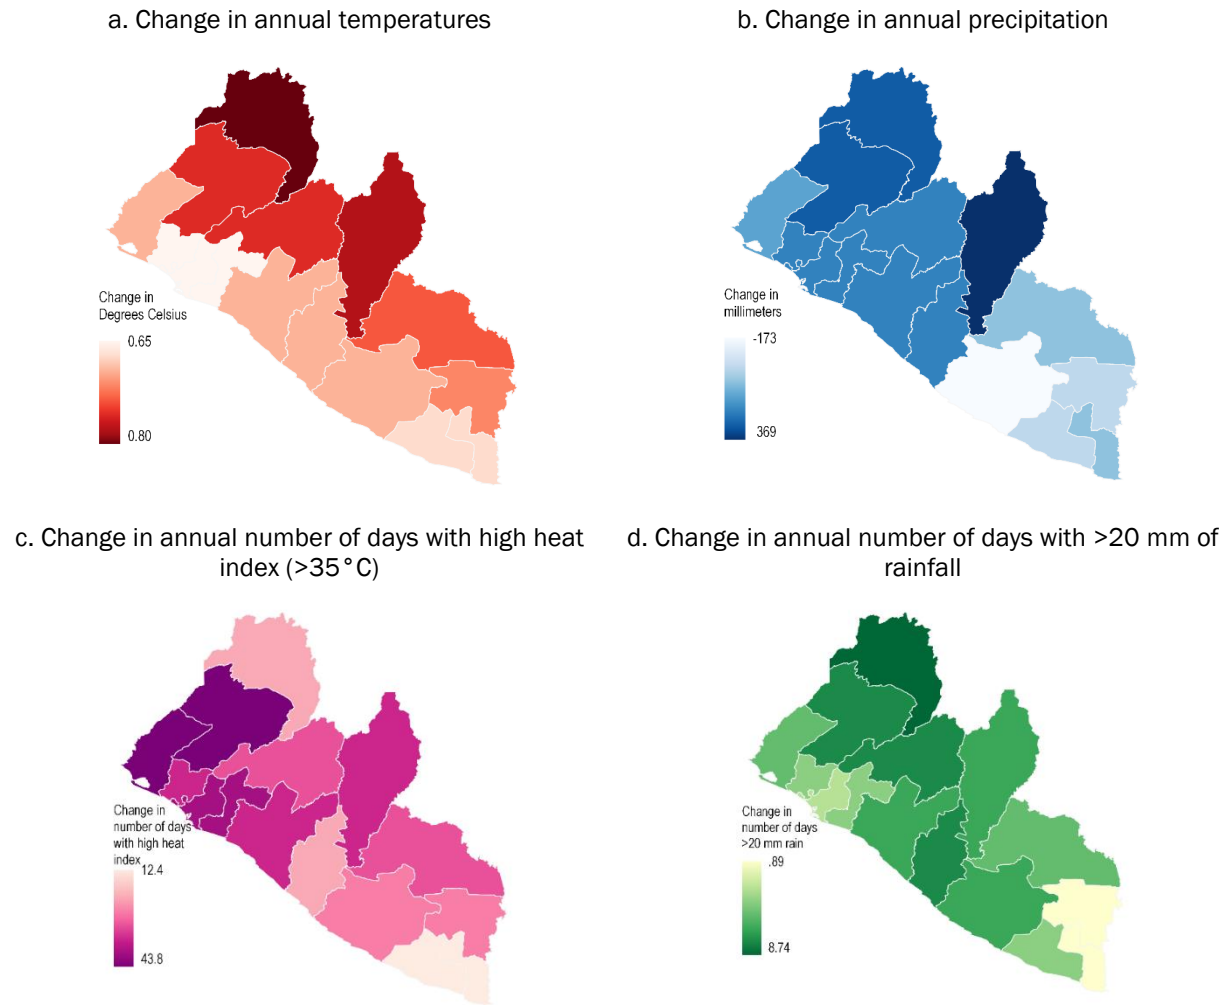 a. Change in annual temperatures
b. Change in annual precipitation
Change in
Degrees Celsius
0.65
0.80
Change in
millimeters
-173
369
c. Change in annual number of days with high heat
index (>35°C)
d. Change in annual number of days with >20 mm of
rainfall
Change in
number of days
with high heat
index
12.4
43.8
Change in
number of days
>20 mm rain
.89
8.74